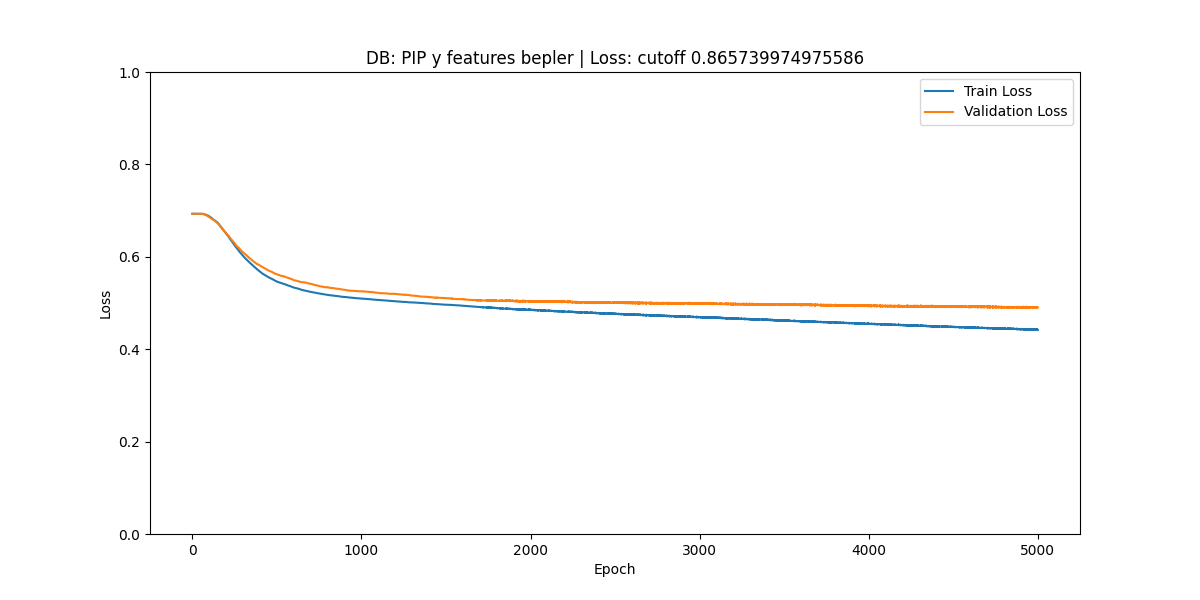 DB: PIP y features bepler | Loss: cutoff 0.865739974975586
Train Loss
Validation Loss
1.0
0.8
0.6
0.4
0.2
0.0
Loss
0 1000 2000 3000 4000 5000
Epoch